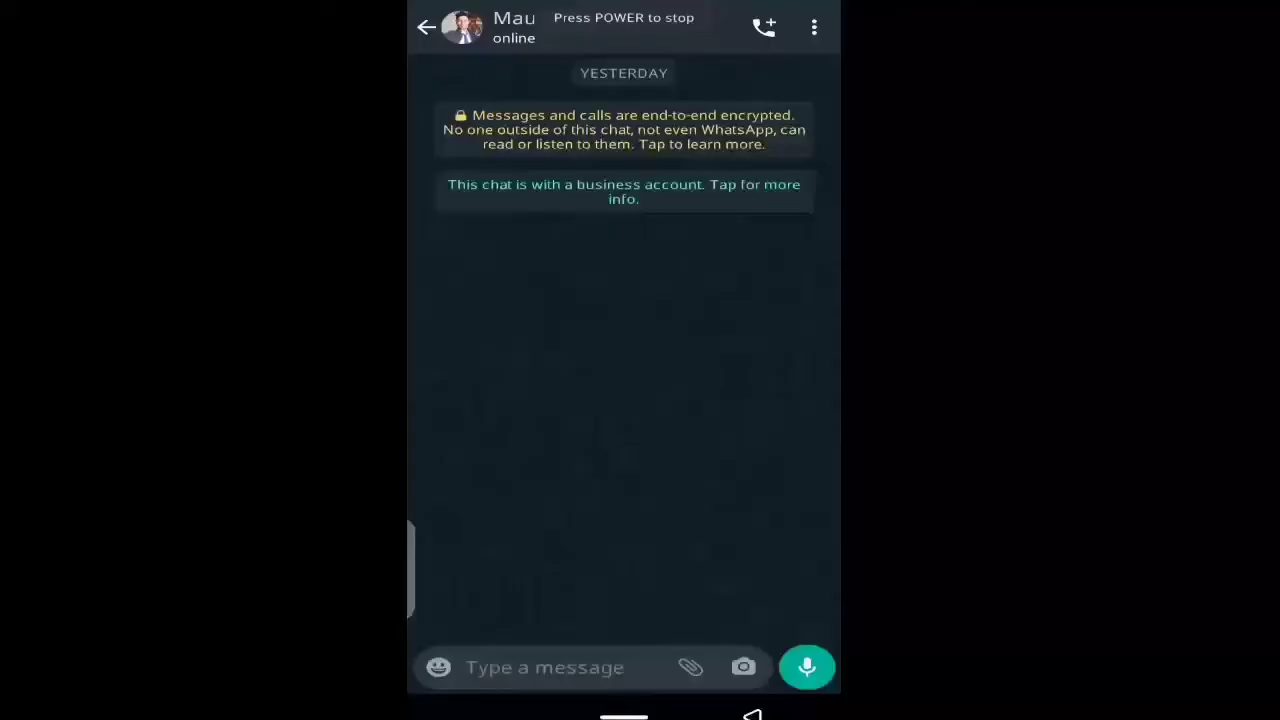 Mau
Press POWER to stop
online
YESTERDAY
Messages and calls are end-to-end encrypted.
No one outside of this chat, not even WhatsApp, can
read or listen to them. Tap to learn more.
This chat is with a business account. Tap for more
info.
Type a message